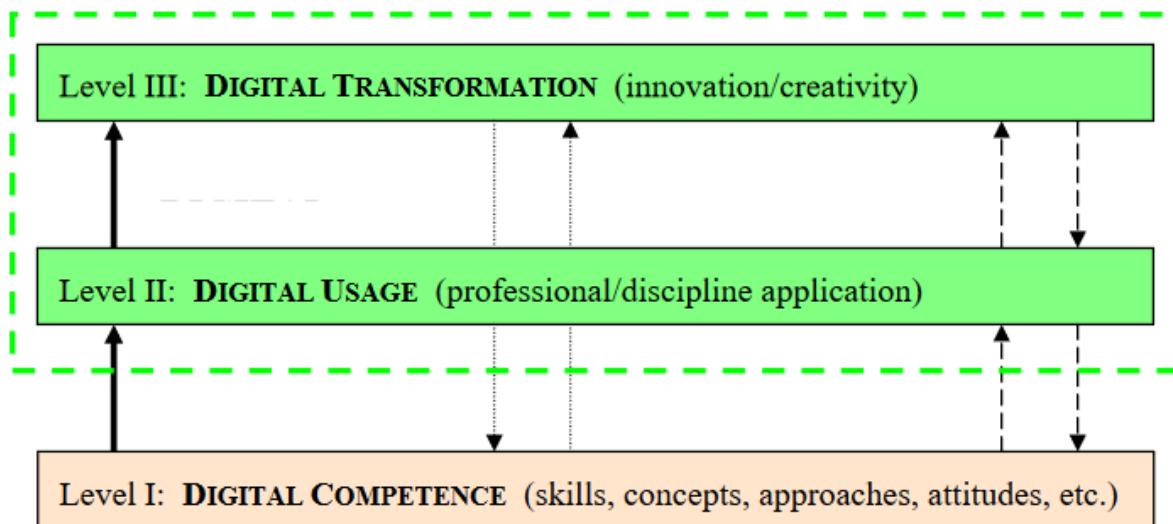 Level III: DIGITAL TRANSFORMATION (innovation/creativity)
Level II: DIGITAL USAGE (professional/discipline application)
Level I: DIGITAL COMPETENCE (skills, concepts, approaches, attitudes, etc.)